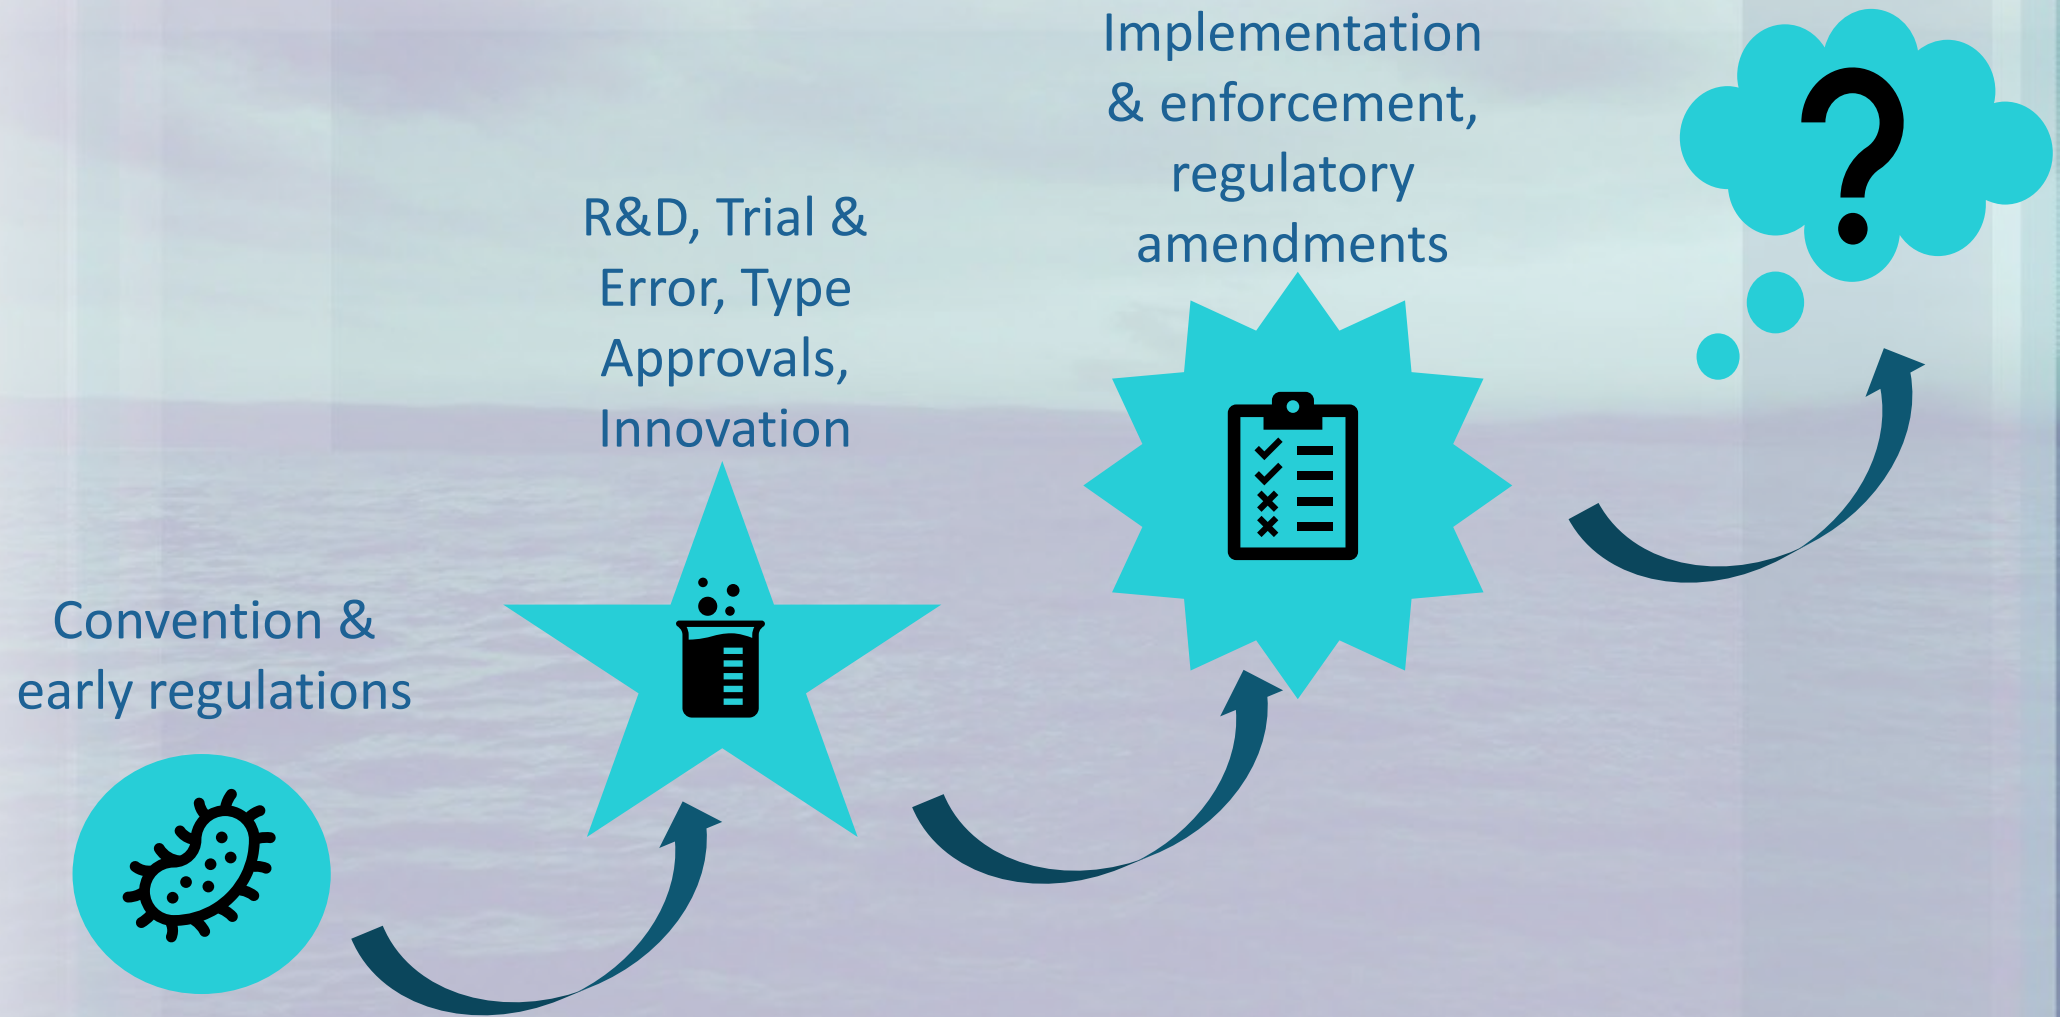 Convention &
early regulations
R&D, Trial &
Error, Type
Approvals,
Innovation
Implementation
& enforcement,
regulatory
amendments
?